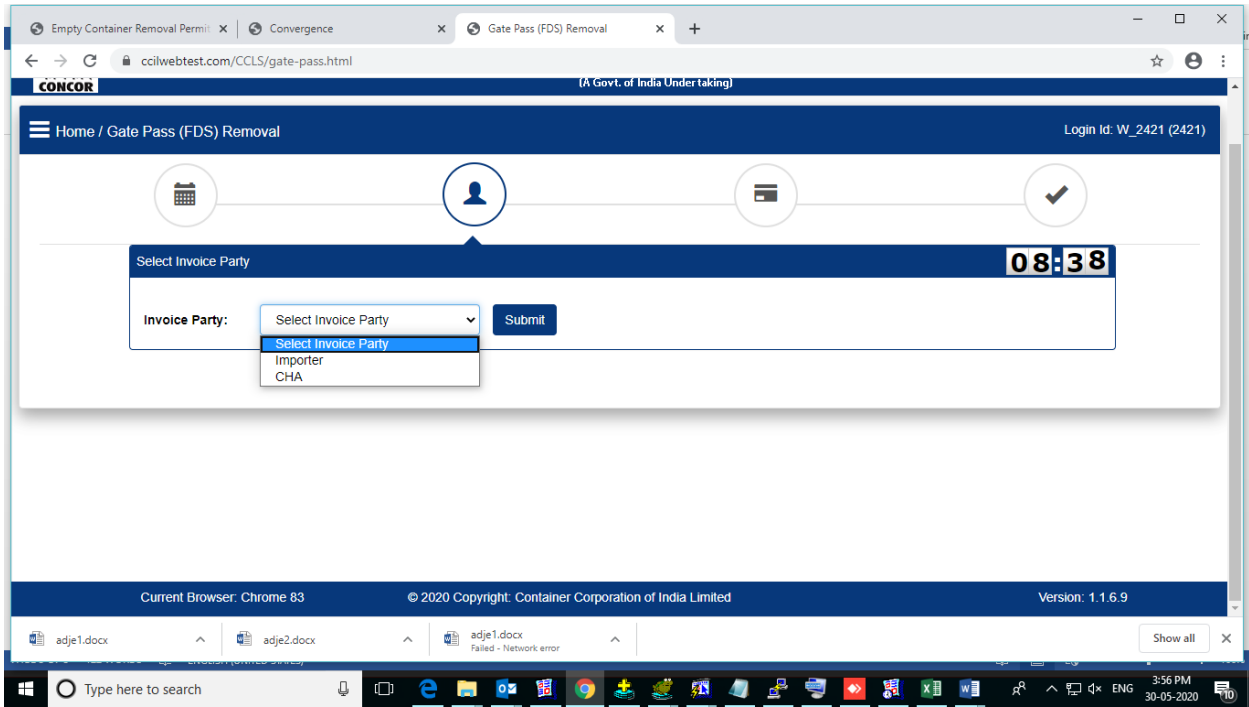 Empty Container Removal Permit
Convergence
Gate Pass (FDS) Removal
ccilwebtest.com/CCLS/gate-pass.html
CONCOR
(A Govt. of India Undertaking)
Home / Gate Pass (FDS) Removal
Login Id: W_2421 (2421)
Select Invoice Party
08:38
Invoice Party:
Select Invoice Party
Submit
Select Invoice Party
Importer
CHA
Current Browser: Chrome 83
© 2020 Copyright: Container Corporation of India Limited
Version: 1.1.6.9
adje1.docx
adje2.docx
adje1.docx
Failed - Network error
Show all
Type here to search
ENG
3:56 PM
30-05-2020
10